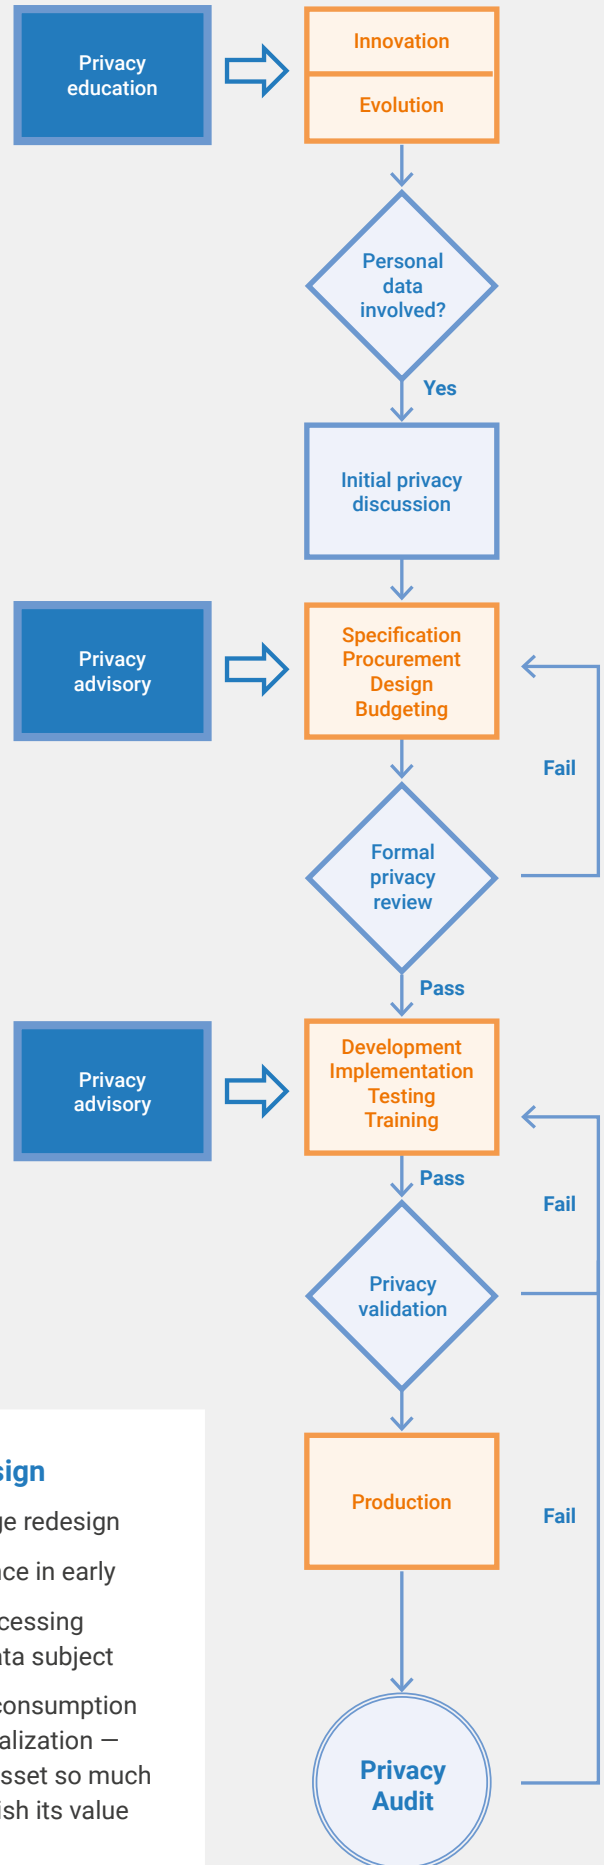 Privacy
education
Innovation
Evolution
Personal
data
involved?
Yes
Initial privacy
discussion
Privacy
advisory
Specification
Procurement
Design
Budgeting
Fail
Formal
privacy
review
Pass
Privacy
advisory
Development
Implementation
Testing
Training
Pass
Fail
Privacy
validation
Production
Fail
Privacy
Audit
sign
ge redesign
nce in early
cessing
ata subject
consumption
alization —
asset so much
ish its value